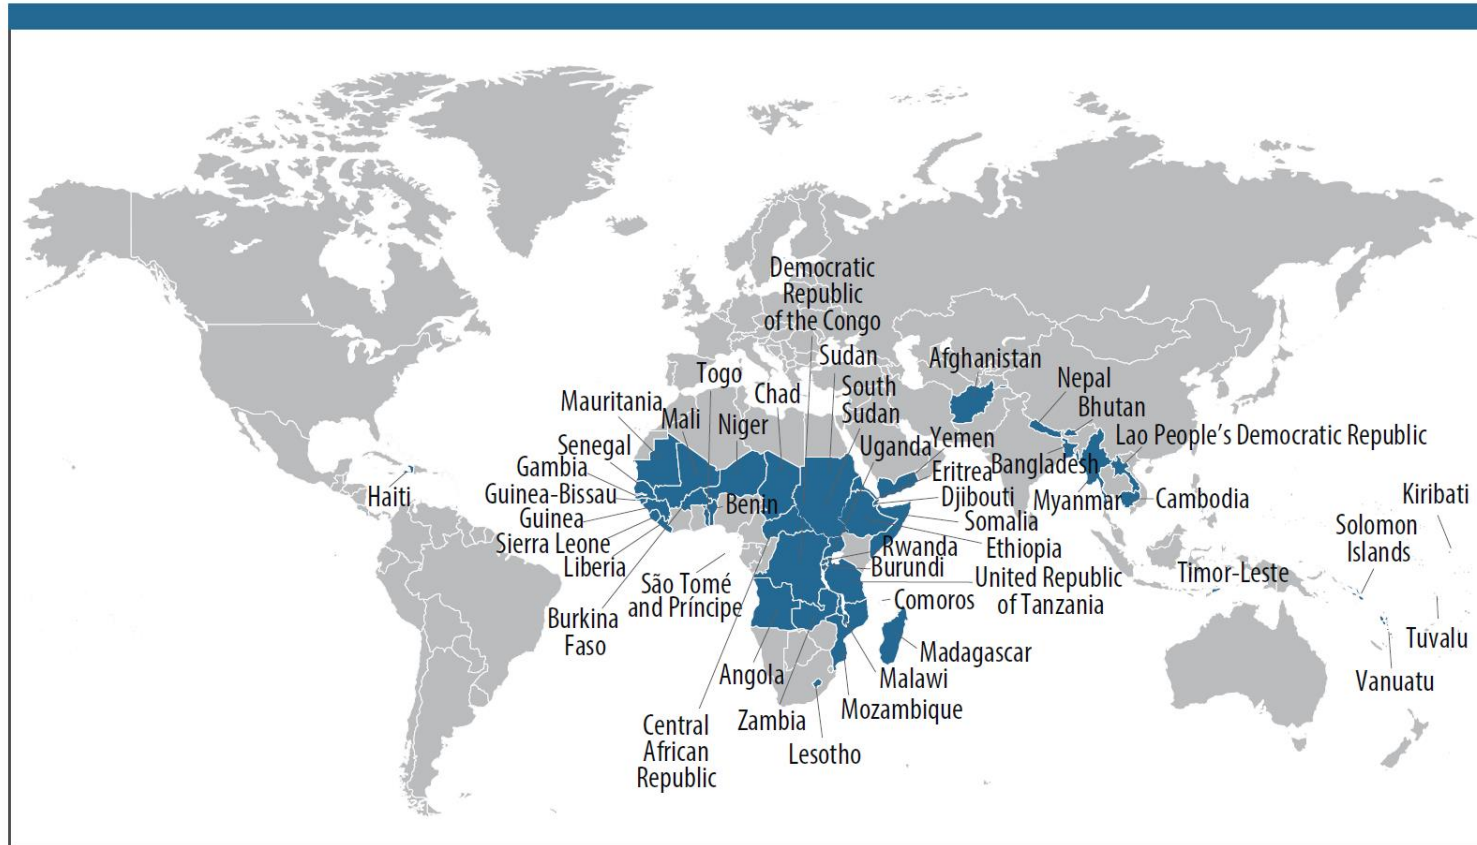 Democratic
Republic
of the Congo
Sudan
South
Sudan
Togo
Chad
Mauritania
Mali
Niger
Uganda
Yemen
Afghanistan
Nepal
Bhutan
Lao People's Democratic Republic
Senegal
Gambia
Guinea-Bissau
Guinea
Sierra Leone
Liberia
Haiti
Benin
Eritrea
Djibouti
Somalia
Ethiopia
Bangladesh
Myanmar
Cambodia
Kiribati
Solomon
Islands
Rwanda
Burundi
United Republic
of Tanzania
Timor-Leste
São Tomé
and Príncipe
Comoros
Burkina
Faso
Madagascar
Tuvalu
Angola
Malawi
Vanuatu
Mozambique
Zambia
Central
African
Republic
Lesotho